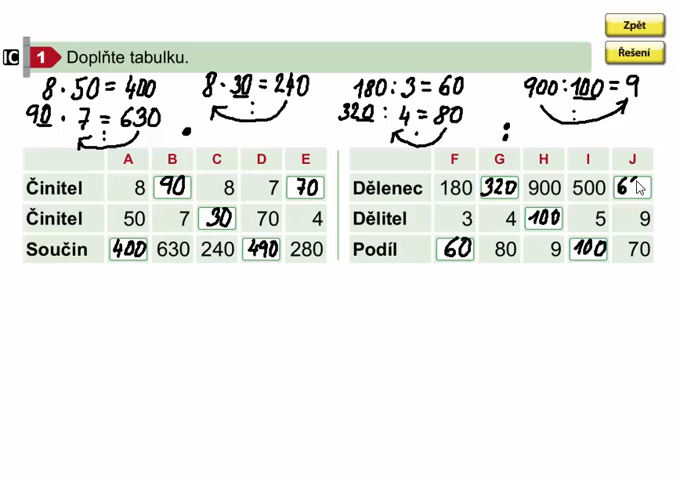 Zpět
Řešení
1 Doplňte tabulku.
8 · 50 = 400 8 · 30 = 240 180 : 3 = 60 900 : 100 = 9
90 · 7 = 630 : 320 : 4 = 80 :
: · · :
A B C D E F G H I J
Činitel 8 90 8 7 70 Dělenec 180 320 900 500
Činitel 50 7 30 70 4 Dělitel 3 4 100 5 9
Součin 400 630 240 490 280 Podíl 60 80 9 100 70